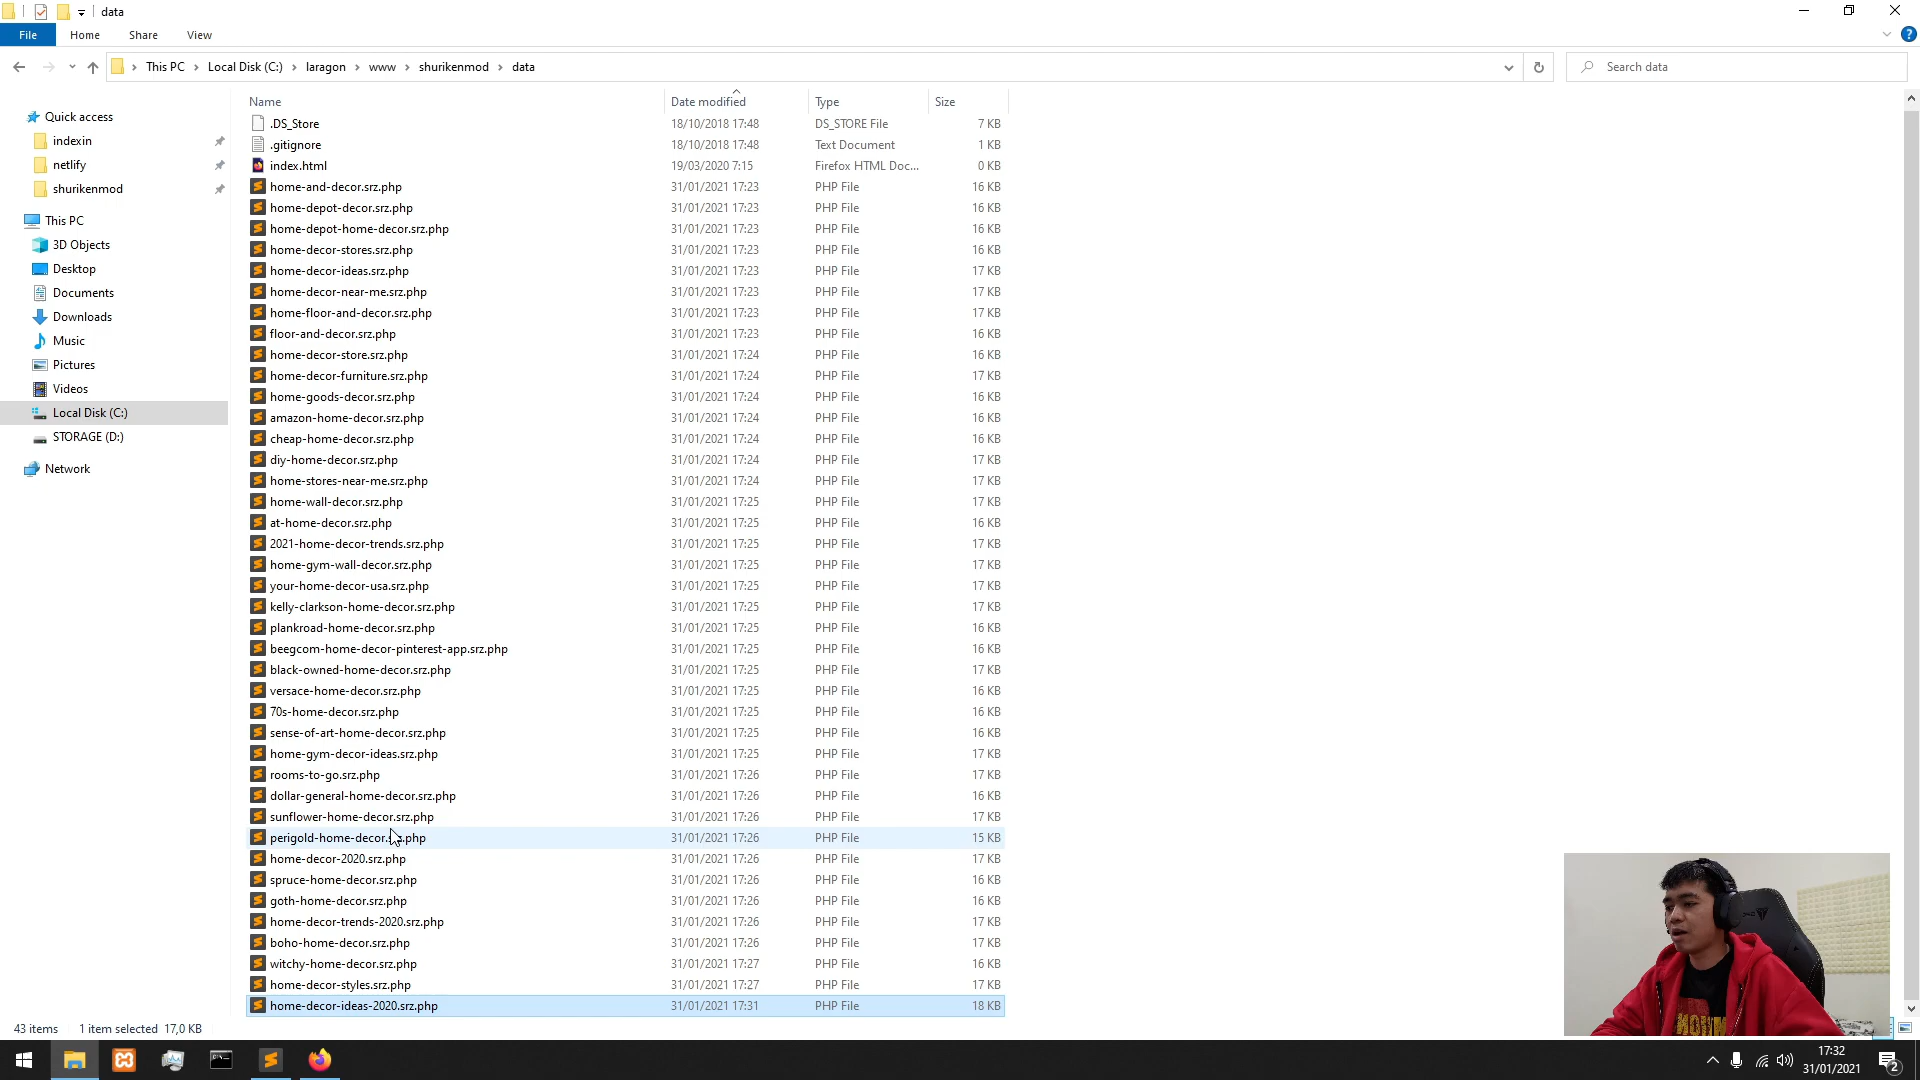 data
File Home Share View
This PC Local Disk (C:) laragon www shurikenmod data
Search data
Quick access
indexin
netlify
shurikenmod
This PC
3D Objects
Desktop
Documents
Downloads
Music
Pictures
Videos
Local Disk (C:)
STORAGE (D:)
Network
Name Date modified Type Size
.DS_Store 18/10/2018 17:48 DS_STORE File 7 KB
.gitignore 18/10/2018 17:48 Text Document 1 KB
index.html 19/03/2020 7:15 Firefox HTML Doc... 0 KB
home-and-decor.srz.php 31/01/2021 17:23 PHP File 16 KB
home-depot-decor.srz.php 31/01/2021 17:23 PHP File 16 KB
home-depot-home-decor.srz.php 31/01/2021 17:23 PHP File 16 KB
home-decor-stores.srz.php 31/01/2021 17:23 PHP File 16 KB
home-decor-ideas.srz.php 31/01/2021 17:23 PHP File 17 KB
home-decor-near-me.srz.php 31/01/2021 17:23 PHP File 17 KB
home-floor-and-decor.srz.php 31/01/2021 17:23 PHP File 17 KB
floor-and-decor.srz.php 31/01/2021 17:23 PHP File 16 KB
home-decor-store.srz.php 31/01/2021 17:24 PHP File 16 KB
home-decor-furniture.srz.php 31/01/2021 17:24 PHP File 17 KB
home-goods-decor.srz.php 31/01/2021 17:24 PHP File 16 KB
amazon-home-decor.srz.php 31/01/2021 17:24 PHP File 16 KB
cheap-home-decor.srz.php 31/01/2021 17:24 PHP File 16 KB
diy-home-decor.srz.php 31/01/2021 17:24 PHP File 17 KB
home-stores-near-me.srz.php 31/01/2021 17:24 PHP File 17 KB
home-wall-decor.srz.php 31/01/2021 17:25 PHP File 17 KB
at-home-decor.srz.php 31/01/2021 17:25 PHP File 16 KB
2021-home-decor-trends.srz.php 31/01/2021 17:25 PHP File 17 KB
home-gym-wall-decor.srz.php 31/01/2021 17:25 PHP File 17 KB
your-home-decor-usa.srz.php 31/01/2021 17:25 PHP File 17 KB
kelly-clarkson-home-decor.srz.php 31/01/2021 17:25 PHP File 17 KB
plankroad-home-decor.srz.php 31/01/2021 17:25 PHP File 16 KB
beegcom-home-decor-pinterest-app.srz.php 31/01/2021 17:25 PHP File 16 KB
black-owned-home-decor.srz.php 31/01/2021 17:25 PHP File 17 KB
versace-home-decor.srz.php 31/01/2021 17:25 PHP File 16 KB
70s-home-decor.srz.php 31/01/2021 17:25 PHP File 16 KB
sense-of-art-home-decor.srz.php 31/01/2021 17:25 PHP File 16 KB
home-gym-decor-ideas.srz.php 31/01/2021 17:25 PHP File 17 KB
rooms-to-go.srz.php 31/01/2021 17:26 PHP File 17 KB
dollar-general-home-decor.srz.php 31/01/2021 17:26 PHP File 16 KB
sunflower-home-decor.srz.php 31/01/2021 17:26 PHP File 17 KB
perigold-home-decor.srz.php 31/01/2021 17:26 PHP File 15 KB
home-decor-2020.srz.php 31/01/2021 17:26 PHP File 17 KB
spruce-home-decor.srz.php 31/01/2021 17:26 PHP File 16 KB
goth-home-decor.srz.php 31/01/2021 17:26 PHP File 16 KB
home-decor-trends-2020.srz.php 31/01/2021 17:26 PHP File 17 KB
boho-home-decor.srz.php 31/01/2021 17:26 PHP File 17 KB
witchy-home-decor.srz.php 31/01/2021 17:27 PHP File 16 KB
home-decor-styles.srz.php 31/01/2021 17:27 PHP File 17 KB
home-decor-ideas-2020.srz.php 31/01/2021 17:31 PHP File 18 KB
43 items 1 item selected 17,0 KB
17:32
31/01/2021
2